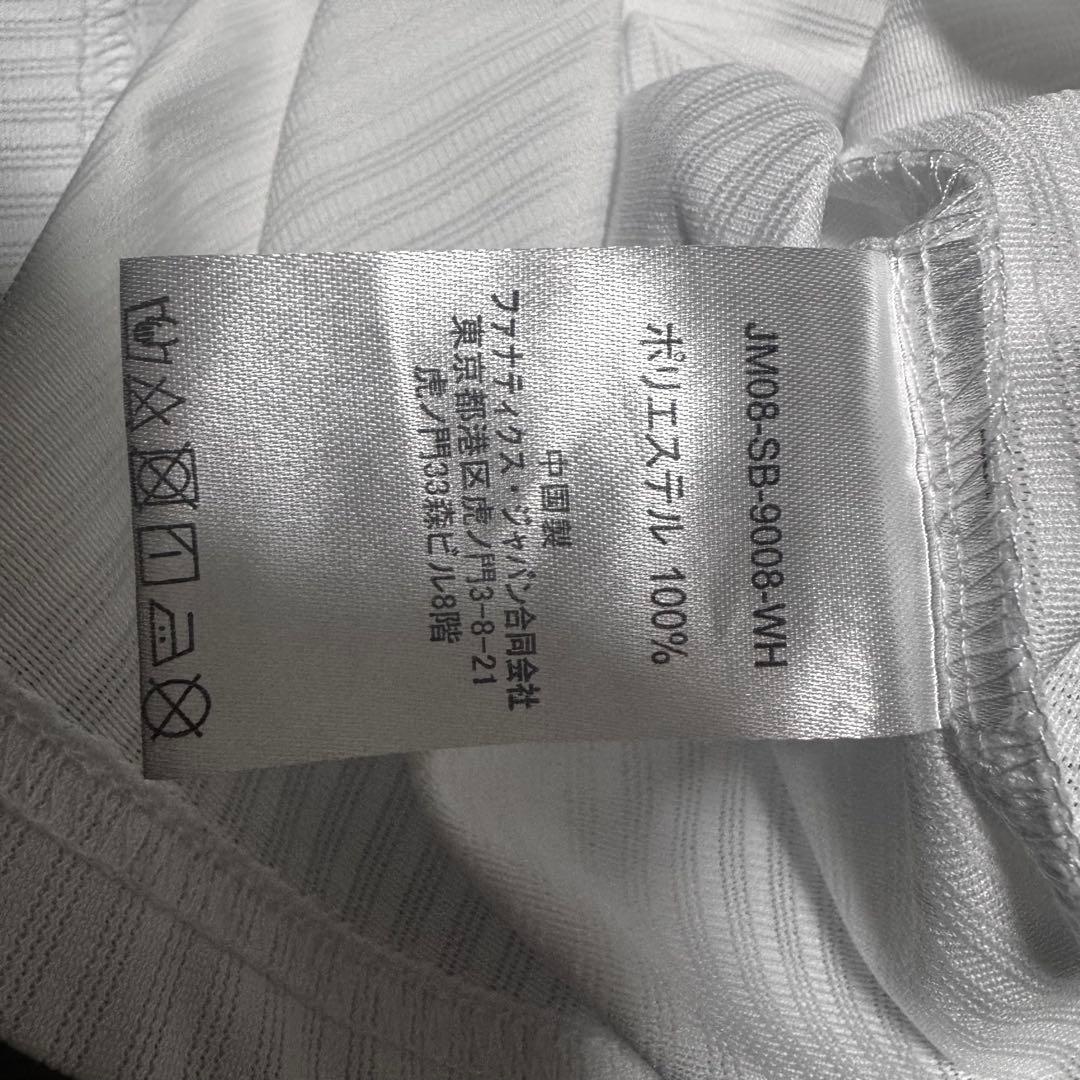 JM08-SB-9008-WH
ポリエステル 100%
中国製
ファナティクス・ジャパン合同会社
東京都港区虎ノ門3-8-21
虎ノ門33森ビル8階